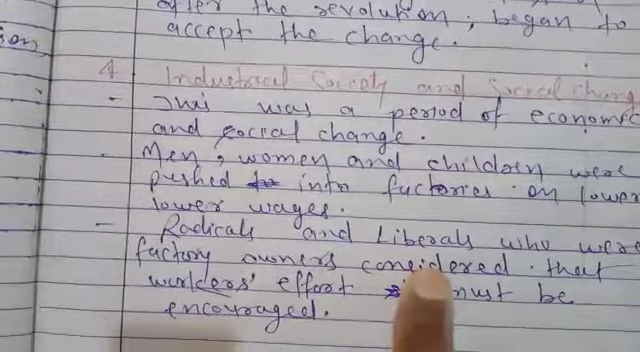 after the revolution, began to
accept the change.
4 Industrial Society and Social chang
- This was a period of economic
and social change.
- Men, women and children were
pushed to into factories on lower
lower wages.
- Radicals and Liberals who were
factory owners considered that
workers' effort must be
encouraged.